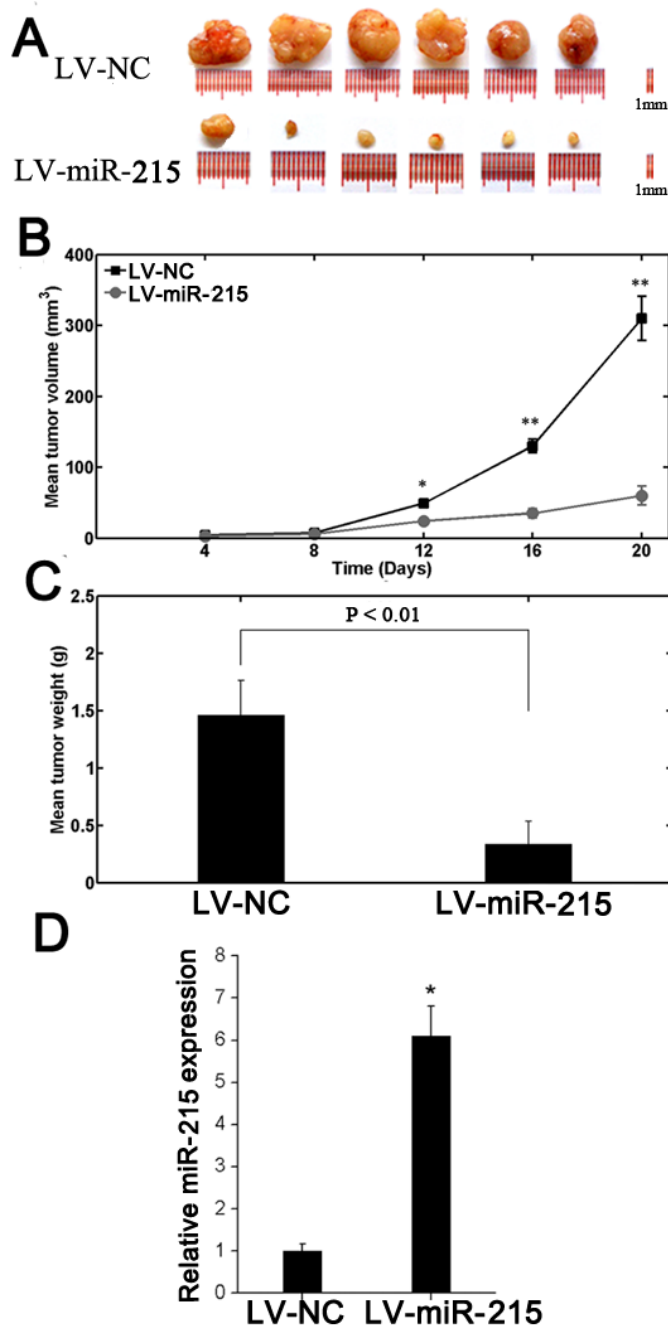 A
LV-NC
1mm
LV-miR-215
1mm
B
400
300
200
100
0
Mean tumor volume (mm³)
LV-NC
LV-miR-215
*
**
**
4
8
12
16
20
Time (Days)
C
2.5
2
1.5
1
0.5
0
Mean tumor weight (g)
P < 0.01
LV-NC
LV-miR-215
D
8
7
6
5
4
3
2
1
0
Relative miR-215 expression
*
LV-NC
LV-miR-215